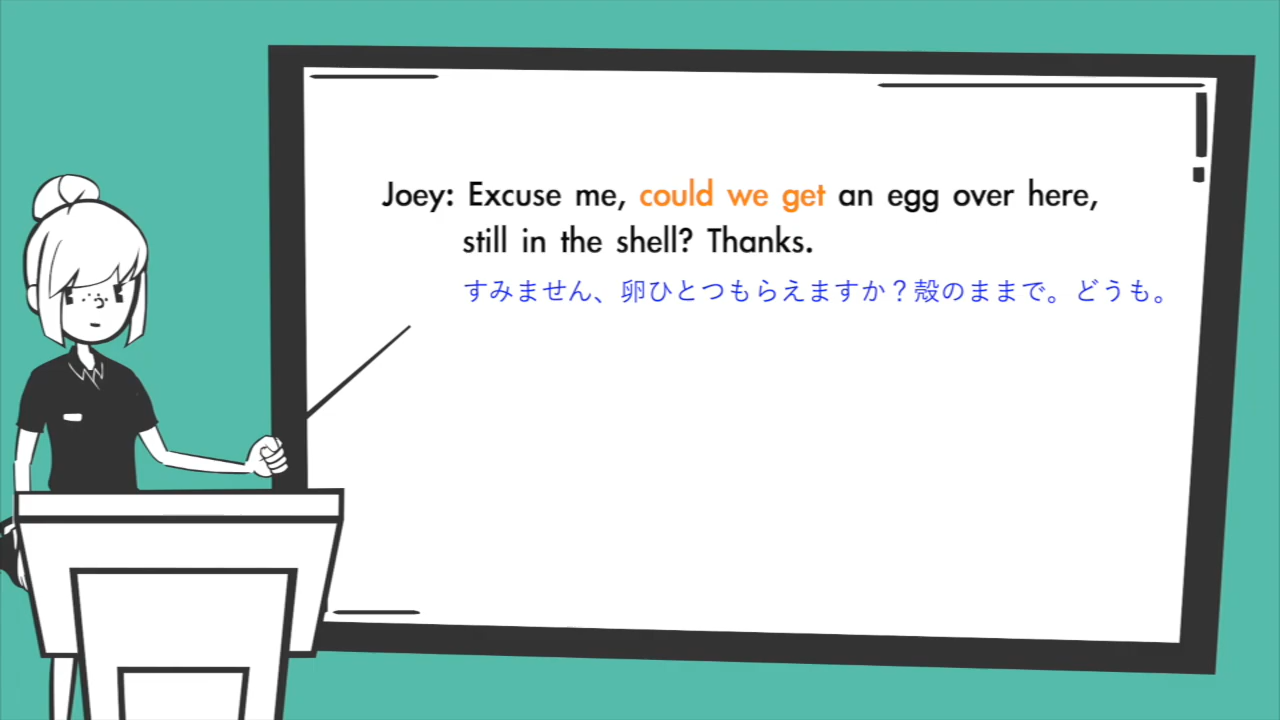 Joey: Excuse me, could we get an egg over here,
still in the shell? Thanks.
すみません、卵ひとつもらえますか？殻のままで。どうも。